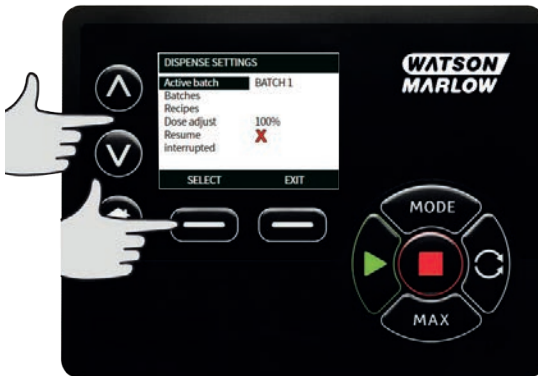 DISPENSE SETTINGS
Active batch BATCH 1
Batches
Recipes
Dose adjust 100%
Resume X
interrupted
SELECT EXIT
WATSON
MARLOW
MODE
MAX